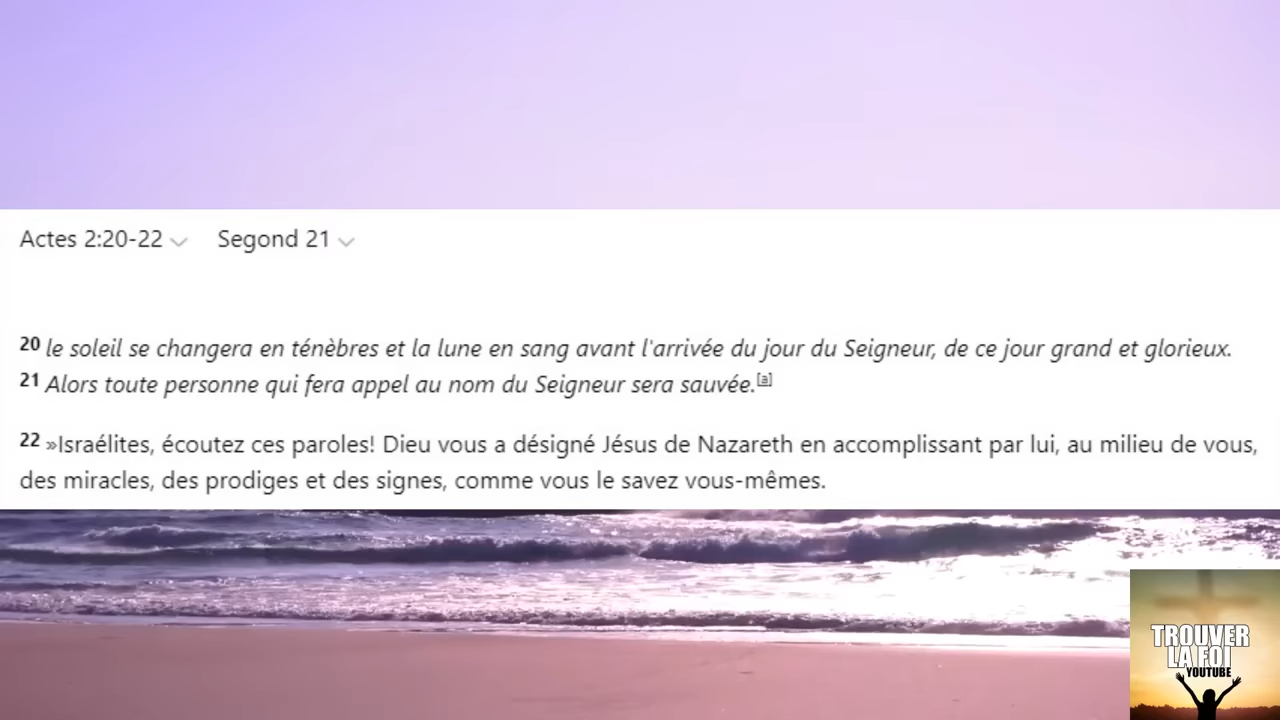 Actes 2:20-22 Segond 21
20 le soleil se changera en ténèbres et la lune en sang avant l'arrivée du jour du Seigneur, de ce jour grand et glorieux.
21 Alors toute personne qui fera appel au nom du Seigneur sera sauvée.[a]
22 »Israélites, écoutez ces paroles! Dieu vous a désigné Jésus de Nazareth en accomplissant par lui, au milieu de vous,
des miracles, des prodiges et des signes, comme vous le savez vous-mêmes.
TROUVER
LA FOI
YOUTUBE